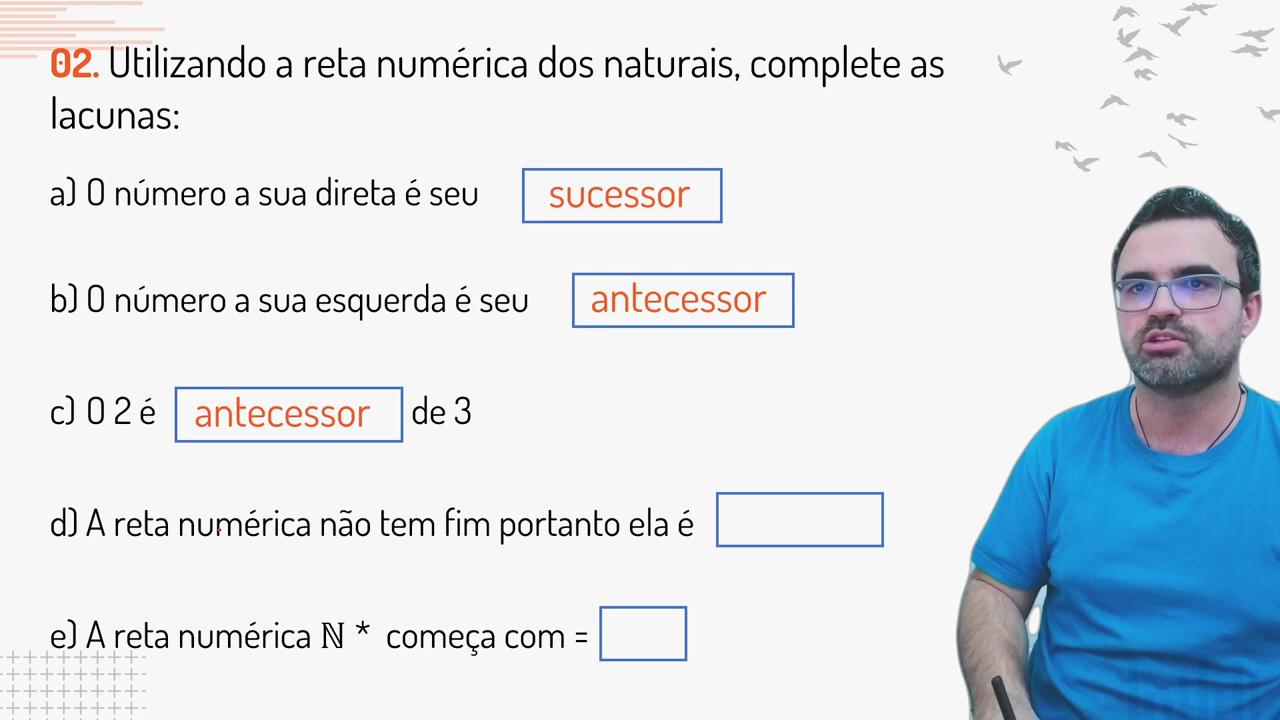 02. Utilizando a reta numérica dos naturais, complete as
lacunas:
a) O número a sua direta é seu sucessor
b) O número a sua esquerda é seu antecessor
c) O 2 é antecessor de 3
d) A reta numérica não tem fim portanto ela é
e) A reta numérica ℕ * começa com =